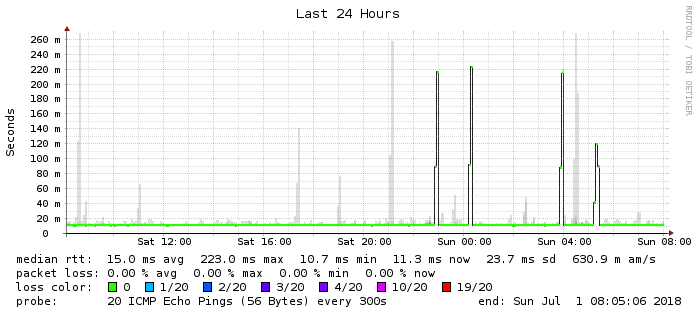 Last 24 Hours
RRDTOOL / TOBI OETIKER
Seconds
260 m
240 m
220 m
200 m
180 m
160 m
140 m
120 m
100 m
80 m
60 m
40 m
20 m
0
Sat 12:00 Sat 16:00 Sat 20:00 Sun 00:00 Sun 04:00 Sun 08:00
median rtt: 15.0 ms avg 223.0 ms max 10.7 ms min 11.3 ms now 23.7 ms sd 630.9 m am/s
packet loss: 0.00 % avg 0.00 % max 0.00 % min 0.00 % now
loss color: 0 1/20 2/20 3/20 4/20 10/20 19/20
probe: 20 ICMP Echo Pings (56 Bytes) every 300s end: Sun Jul 1 08:05:06 2018